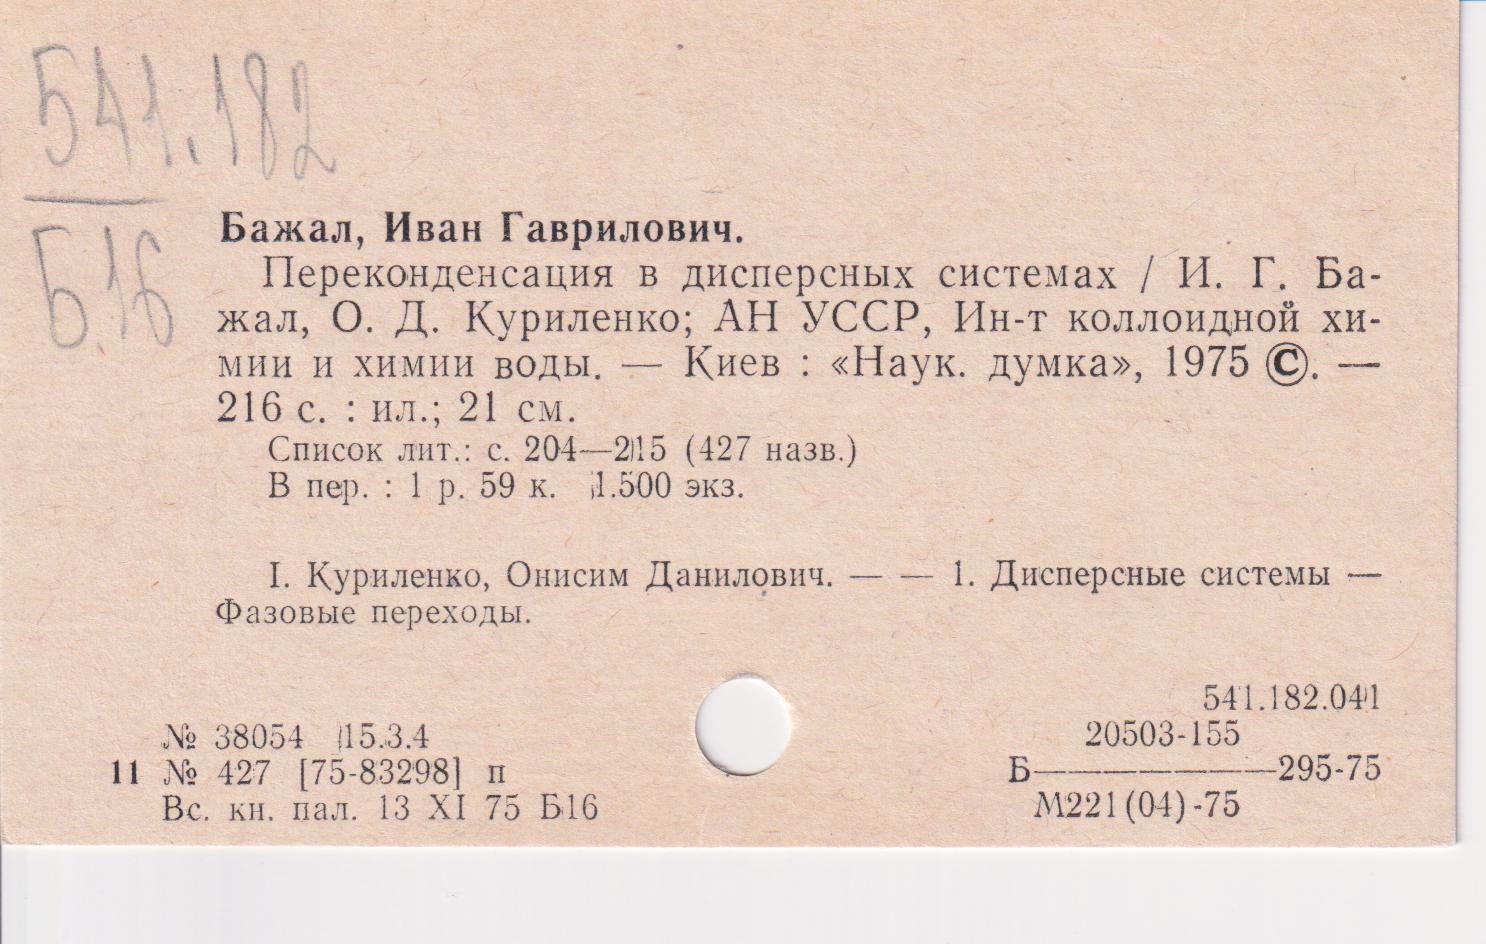 541.182
Б16
Бажал, Иван Гаврилович.
Переконденсация в дисперсных системах / И. Г. Ба-
жал, О. Д. Куриленко; АН УССР, Ин-т коллоидной хи-
мии и химии воды. — Киев : «Наук. думка», 1975 ©. —
216 с. : ил.; 21 см.
Список лит.: с. 204—215 (427 назв.)
В пер. : 1 р. 59 к. 1.500 экз.
I. Куриленко, Онисим Данилович. — — 1. Дисперсные системы —
Фазовые переходы.
541.182.041
№ 38054 15.3.4
20503-155
11 № 427 [75-83298] п
Б————————295-75
Вс. кн. пал. 13 XI 75 Б16
М221(04)-75